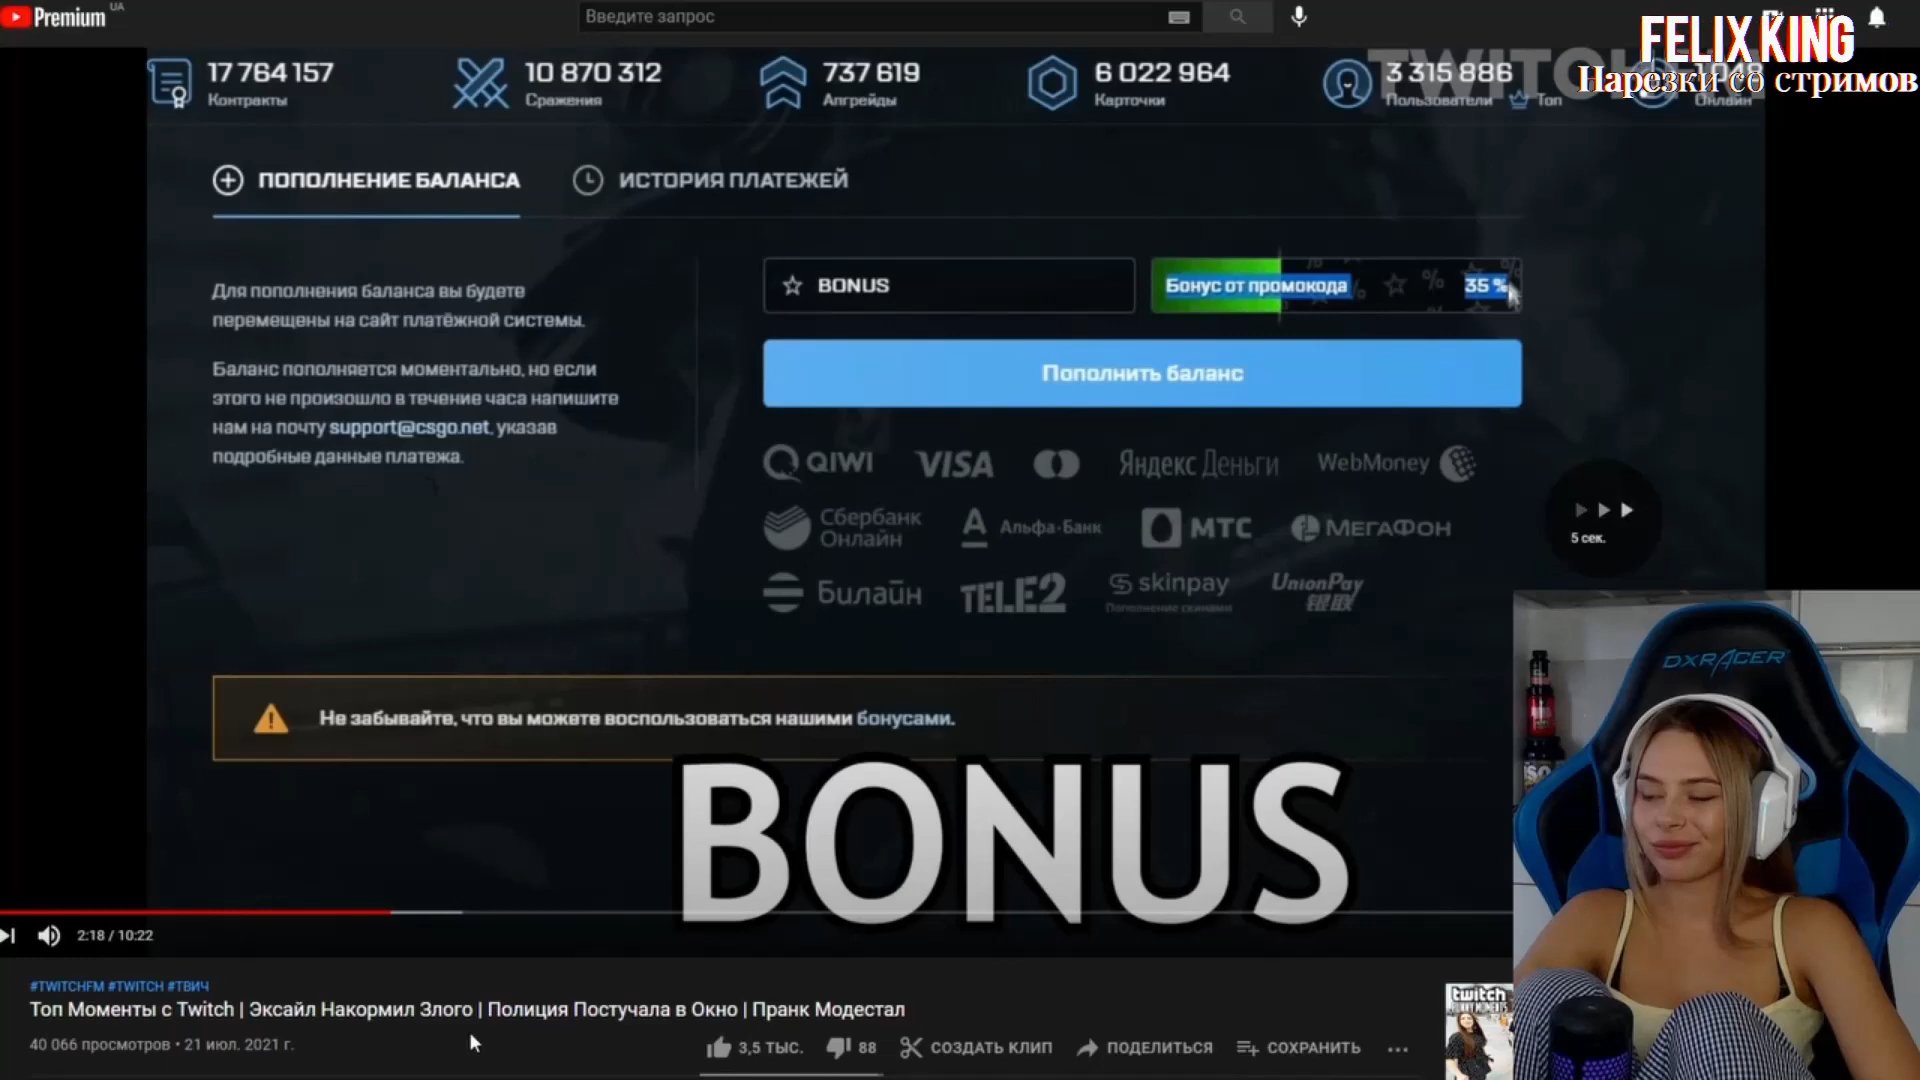 Premium UA
Введите запрос
FELIX KING
Нарезки со стримов
17 764 157
Контракты
10 870 312
Сражения
737 619
Апгрейды
6 022 964
Карточки
3 315 886
Пользователи
Топ
Онлайн
ПОПОЛНЕНИЕ БАЛАНСА
ИСТОРИЯ ПЛАТЕЖЕЙ
Для пополнения баланса вы будете
перемещены на сайт платёжной системы.
Баланс пополняется моментально, но если
этого не произошло в течение часа напишите
нам на почту support@csgo.net, указав
подробные данные платежа.
BONUS
Бонус от промокода 35 %
Пополнить баланс
QIWI VISA Яндекс Деньги WebMoney
Сбербанк
Онлайн
Альфа·Банк МТС МЕГАФОН
Билайн TELE2 skinpay
Пополнение скинами
UnionPay
银联
5 сек.
Не забывайте, что вы можете воспользоваться нашими бонусами.
BONUS
2:18 / 10:22
#TWITCHFM #TWITCH #ТВИЧ
Топ Моменты с Twitch | Эксайл Накормил Злого | Полиция Постучала в Окно | Пранк Модестал
40 066 просмотров • 21 июл. 2021 г.
3,5 ТЫС. 88 СОЗДАТЬ КЛИП ПОДЕЛИТЬСЯ СОХРАНИТЬ
DXRACER
twitch
FUNNY MOMENTS